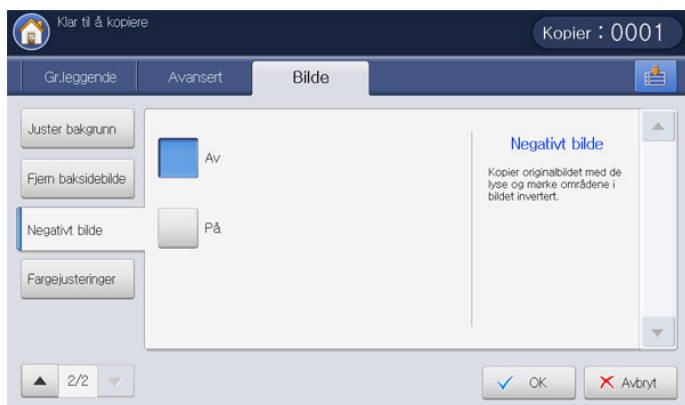 Klar til å kopiere
Kopier : 0001
Gr.leggende
Avansert
Bilde
Juster bakgrunn
Fjern baksidebilde
Negativt bilde
Fargejusteringer
Av
På
Negativt bilde
Kopier originalbildet med de
lyse og mørke områdene i
bildet invertert.
2/2
OK
Avbryt